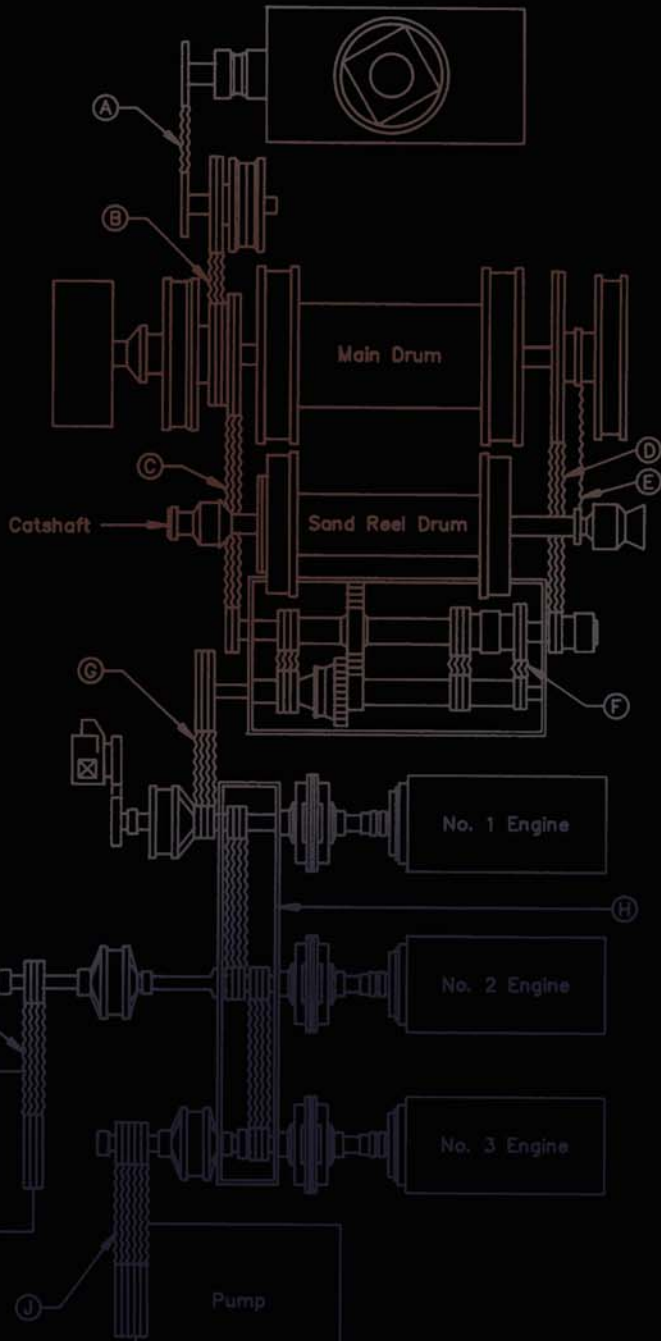 A
B
Main Drum
C
D
E
Catshaft
Sand Reel Drum
G
F
No. 1 Engine
H
No. 2 Engine
No. 3 Engine
J
Pump